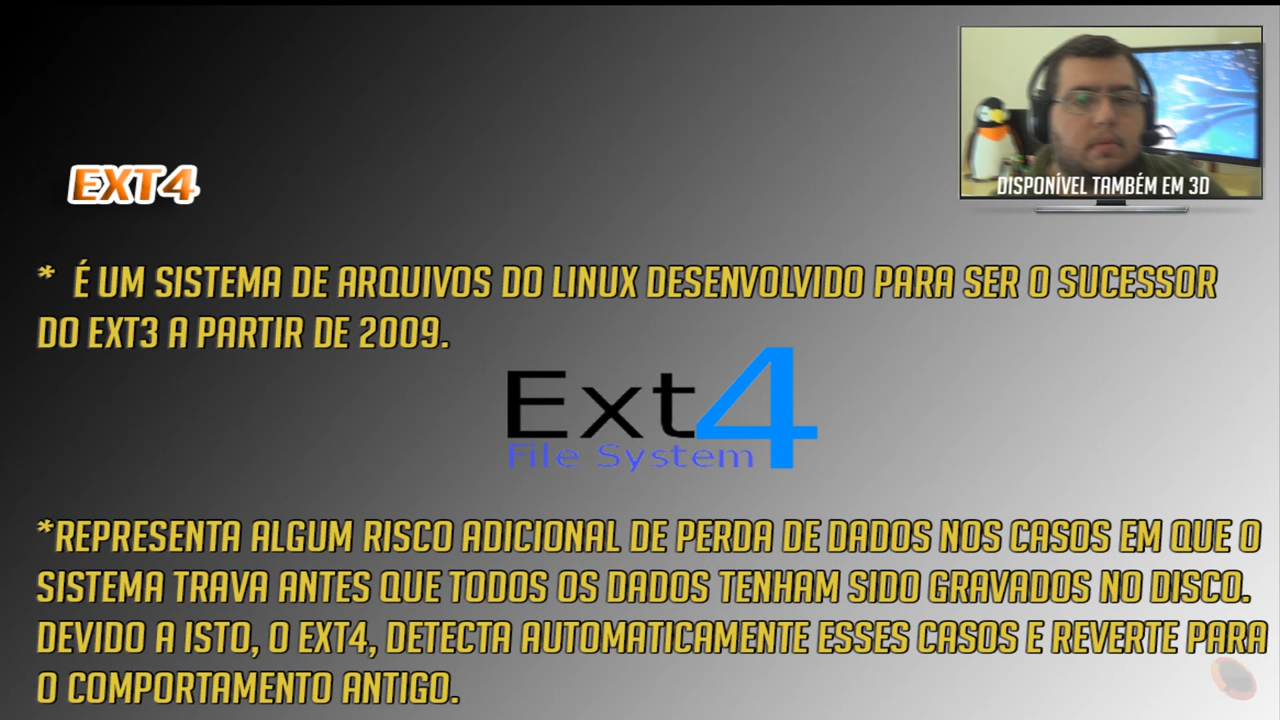 DISPONÍVEL TAMBÉM EM 3D
EXT4
* É UM SISTEMA DE ARQUIVOS DO LINUX DESENVOLVIDO PARA SER O SUCESSOR
DO EXT3 A PARTIR DE 2009.
Ext4
File System
*REPRESENTA ALGUM RISCO ADICIONAL DE PERDA DE DADOS NOS CASOS EM QUE O
SISTEMA TRAVA ANTES QUE TODOS OS DADOS TENHAM SIDO GRAVADOS NO DISCO.
DEVIDO A ISTO, O EXT4, DETECTA AUTOMATICAMENTE ESSES CASOS E REVERTE PARA
O COMPORTAMENTO ANTIGO.